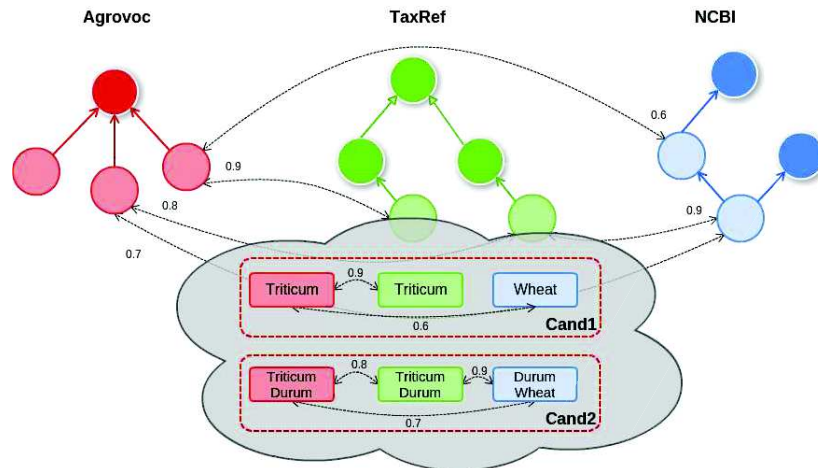 Agrovoc TaxRef NCBI
0.6
0.9
0.8
0.9
0.7
Triticum 0.9 Triticum Wheat
0.6
Cand1
Triticum Durum 0.8 Triticum Durum 0.9 Durum Wheat
0.7
Cand2